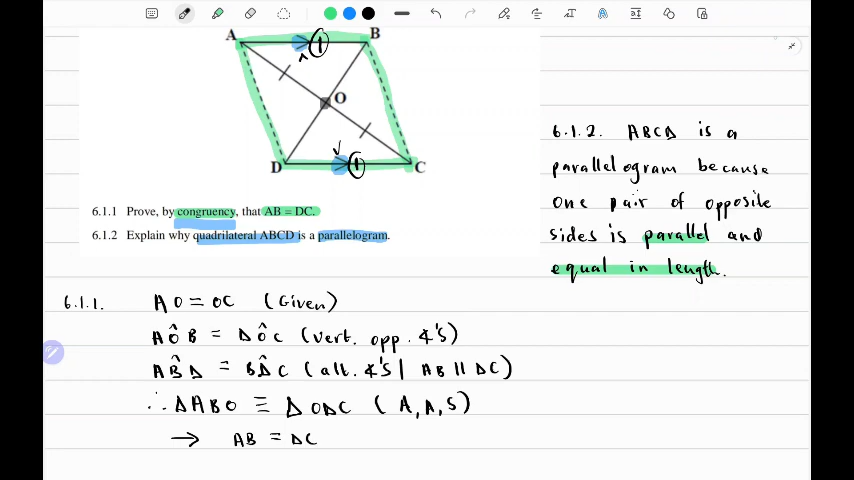 A
1
B
O
D
1
C
6.1.1 Prove, by congruency, that AB = DC.
6.1.2 Explain why quadrilateral ABCD is a parallelogram.
6.1.2. ABCD is a
parallelogram because
one pair of opposite
sides is parallel and
equal in length.
6.1.1. AO = OC (Given)
AÔB = DÔC (vert. opp. ∠'s)
AB̂D = BD̂C (alt. ∠'s | AB || DC)
∴ ΔABO ≡ ΔODC (A, A, S)
→ AB = DC